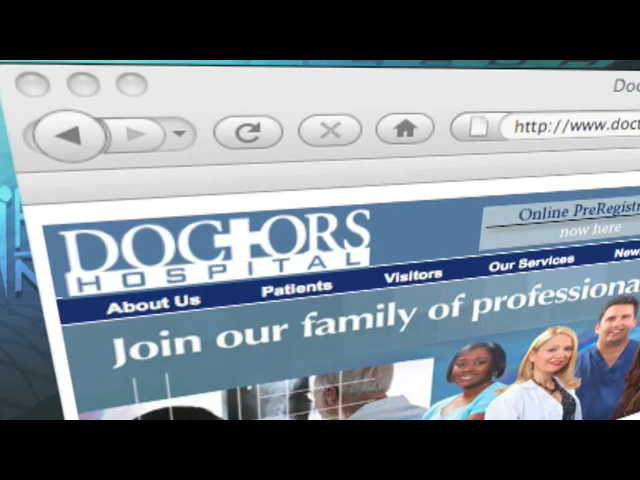 Doc
http://www.doct
DOCTORS
HOSPITAL
Online PreRegistr
now here
About Us
Patients
Visitors
Our Services
New
Join our family of professiona